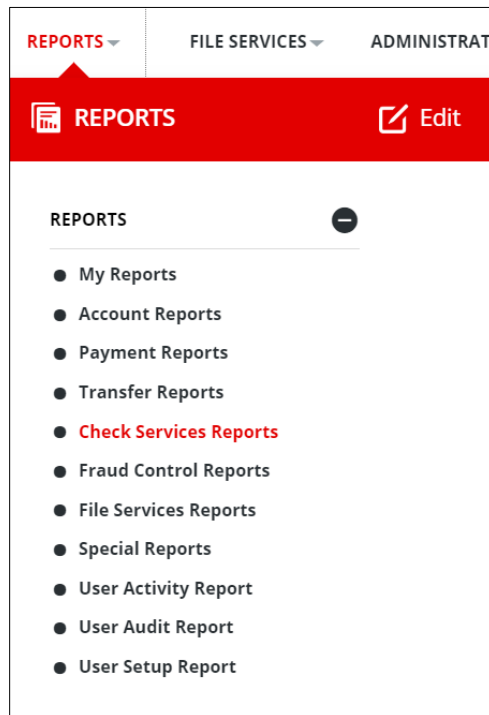 REPORTS FILE SERVICES ADMINISTRAT
REPORTS Edit
REPORTS
My Reports
Account Reports
Payment Reports
Transfer Reports
Check Services Reports
Fraud Control Reports
File Services Reports
Special Reports
User Activity Report
User Audit Report
User Setup Report